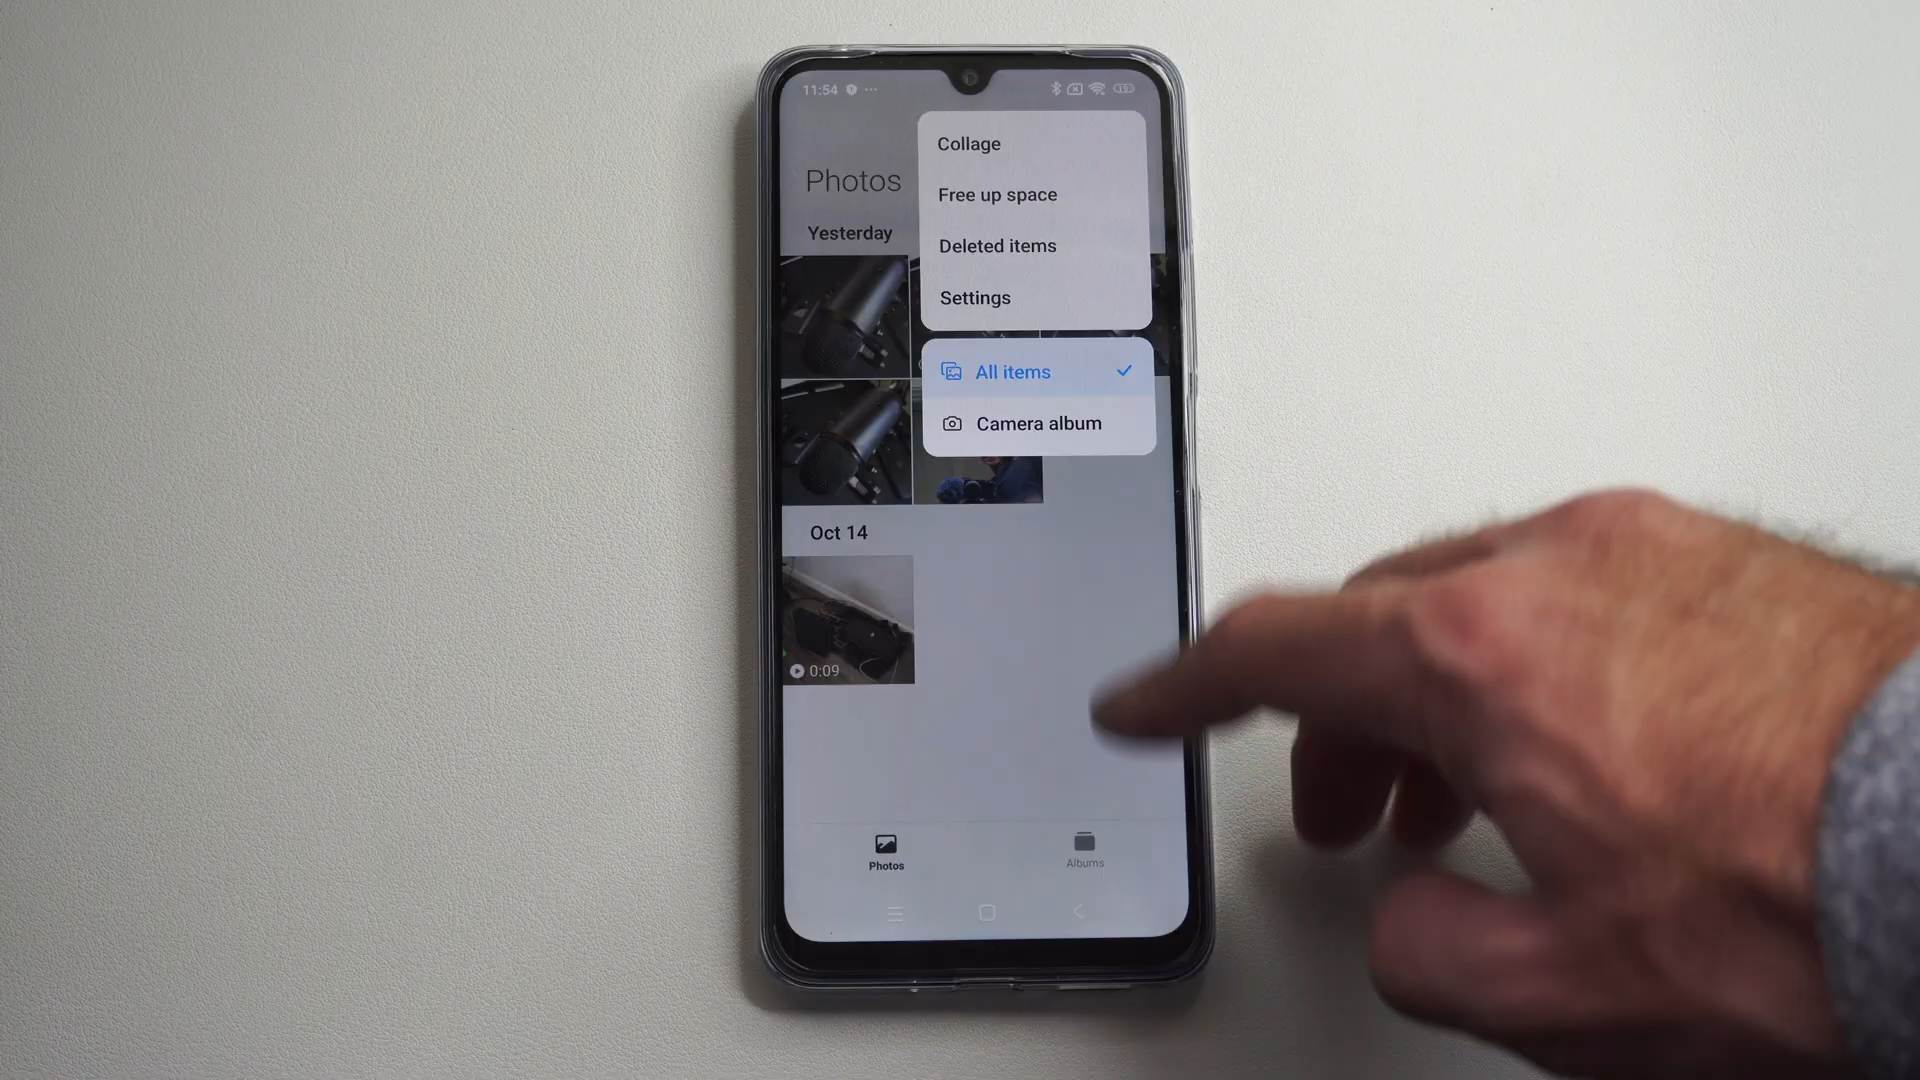 11:54
Collage
Photos
Free up space
Yesterday
Deleted items
Settings
All items
Camera album
Oct 14
0:09
Photos
Albums